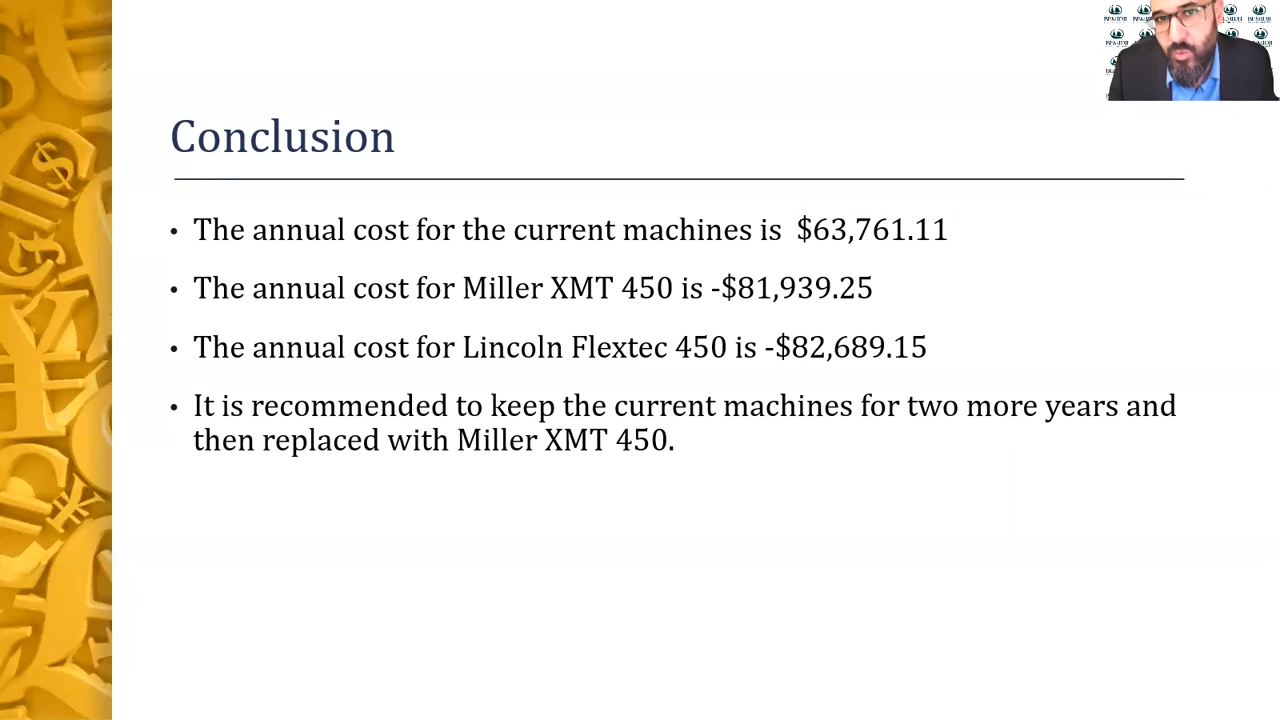 Conclusion
• The annual cost for the current machines is $63,761.11
• The annual cost for Miller XMT 450 is -$81,939.25
• The annual cost for Lincoln Flextec 450 is -$82,689.15
• It is recommended to keep the current machines for two more years and
then replaced with Miller XMT 450.